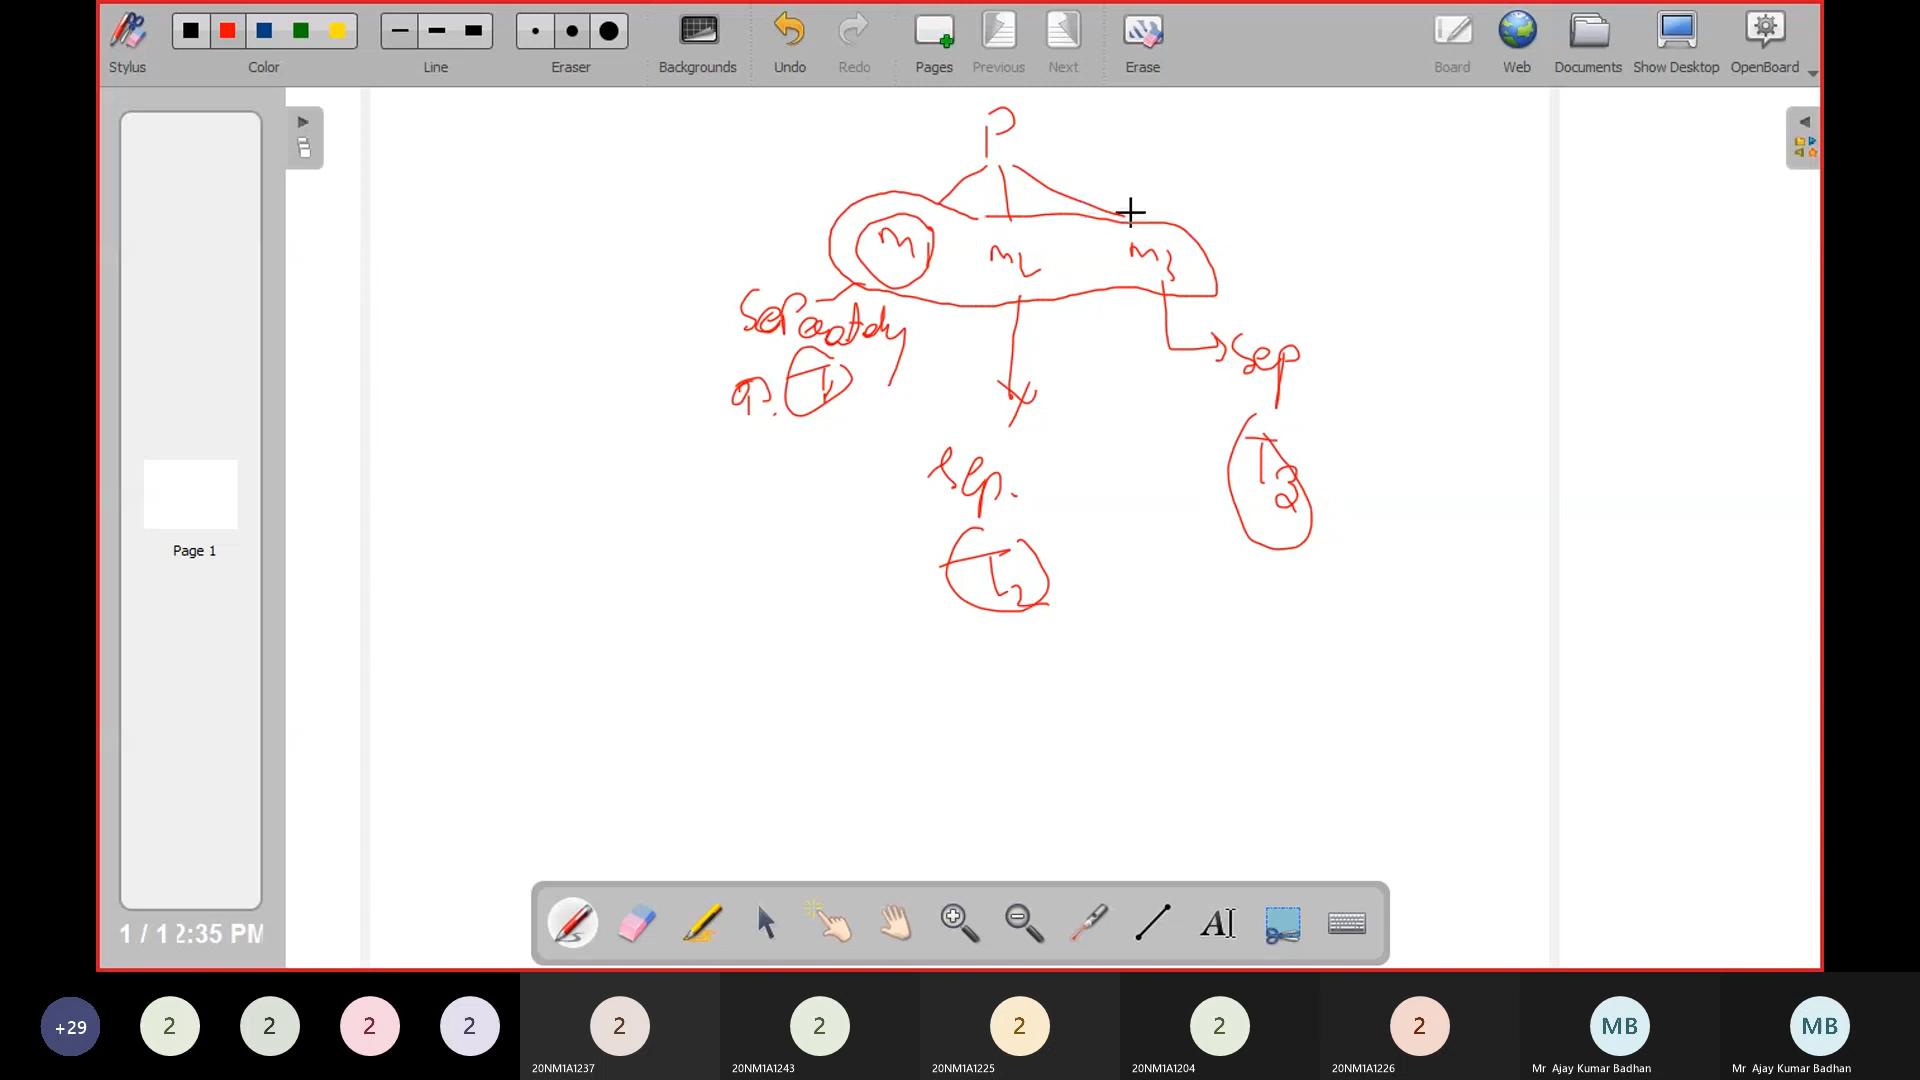 Stylus
Color
Line
Eraser
Backgrounds
Undo
Redo
Pages
Previous
Next
Erase
Board
Web
Documents
Show Desktop
OpenBoard
P
m1
m2
m3
Separately
Sep
T1
T3
Sep.
T2
Page 1
1 / 1
2:35 PM
+29
2
2
2
2
2
2
2
2
2
MB
MB
20NM1A1237
20NM1A1243
20NM1A1225
20NM1A1204
20NM1A1226
Mr Ajay Kumar Badhan
Mr Ajay Kumar Badhan